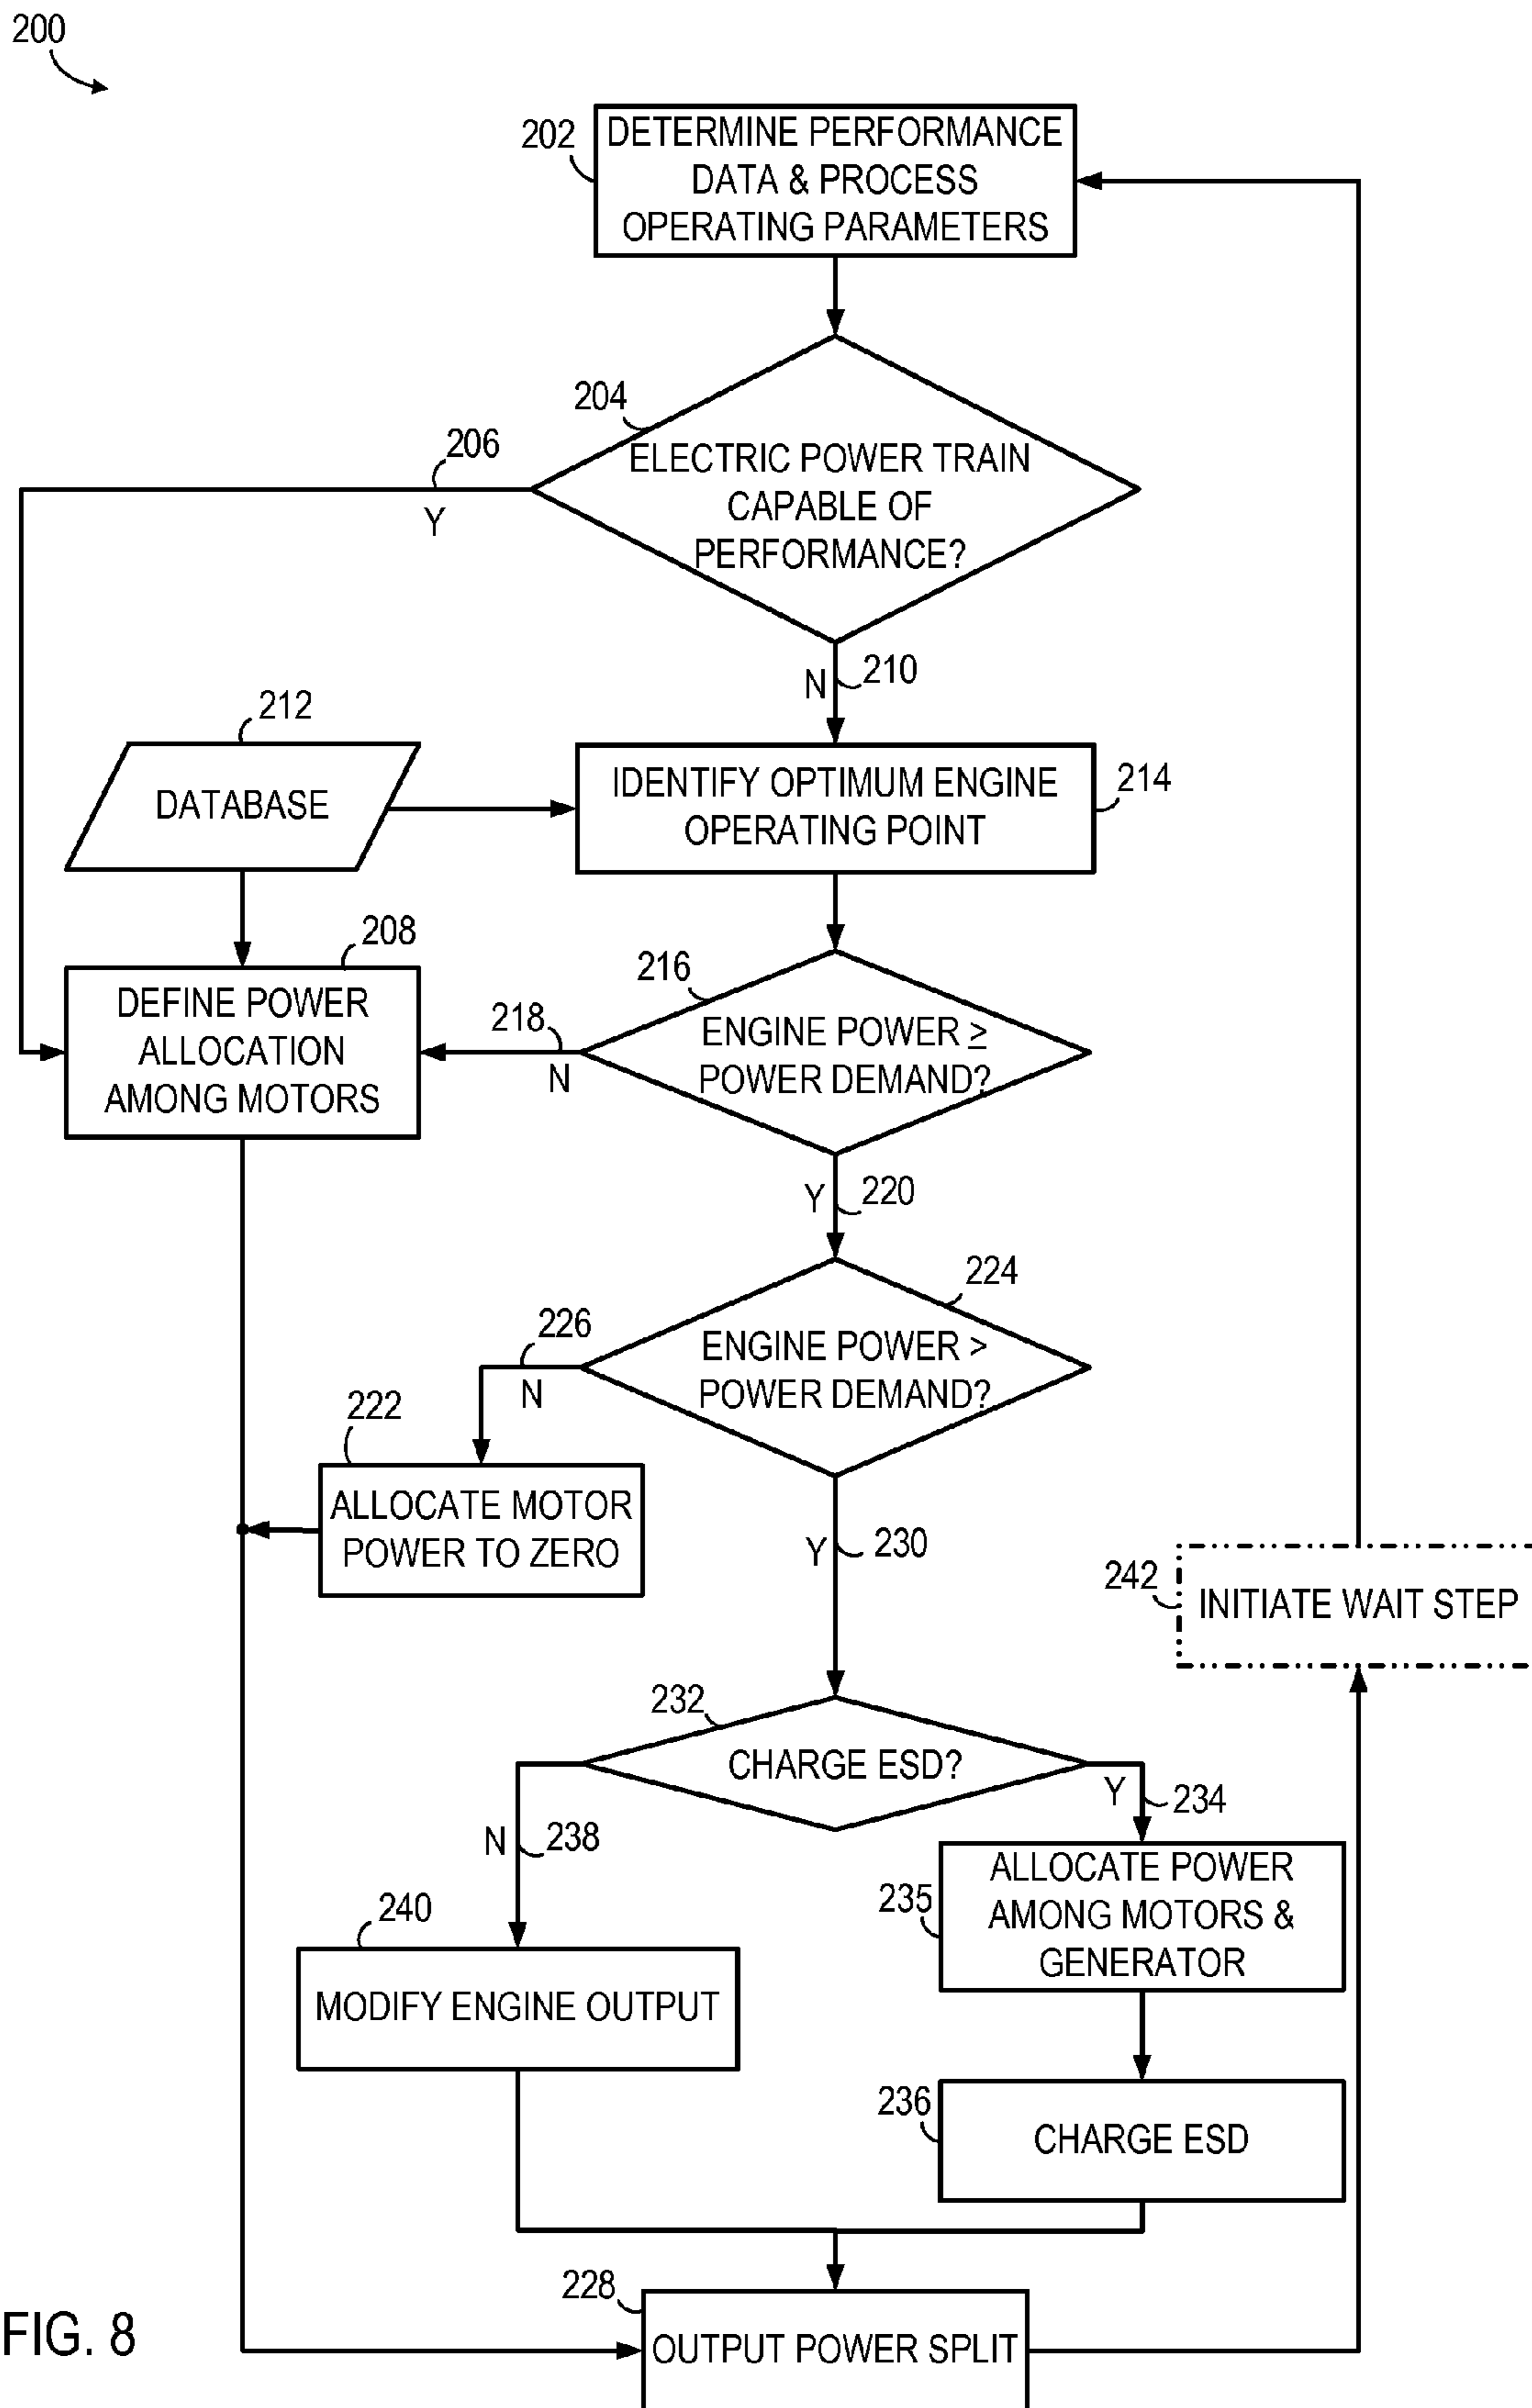 200
202
DETERMINE PERFORMANCE
DATA & PROCESS
OPERATING PARAMETERS
204
ELECTRIC POWER TRAIN
CAPABLE OF
PERFORMANCE?
206
Y
N
210
212
DATABASE
IDENTIFY OPTIMUM ENGINE
OPERATING POINT
214
208
DEFINE POWER
ALLOCATION
AMONG MOTORS
216
ENGINE POWER ≥
POWER DEMAND?
218
N
Y
220
224
ENGINE POWER >
POWER DEMAND?
226
N
222
ALLOCATE MOTOR
POWER TO ZERO
Y
230
242
INITIATE WAIT STEP
232
CHARGE ESD?
Y
234
N
238
235
ALLOCATE POWER
AMONG MOTORS &
GENERATOR
240
MODIFY ENGINE OUTPUT
236
CHARGE ESD
228
OUTPUT POWER SPLIT
FIG. 8